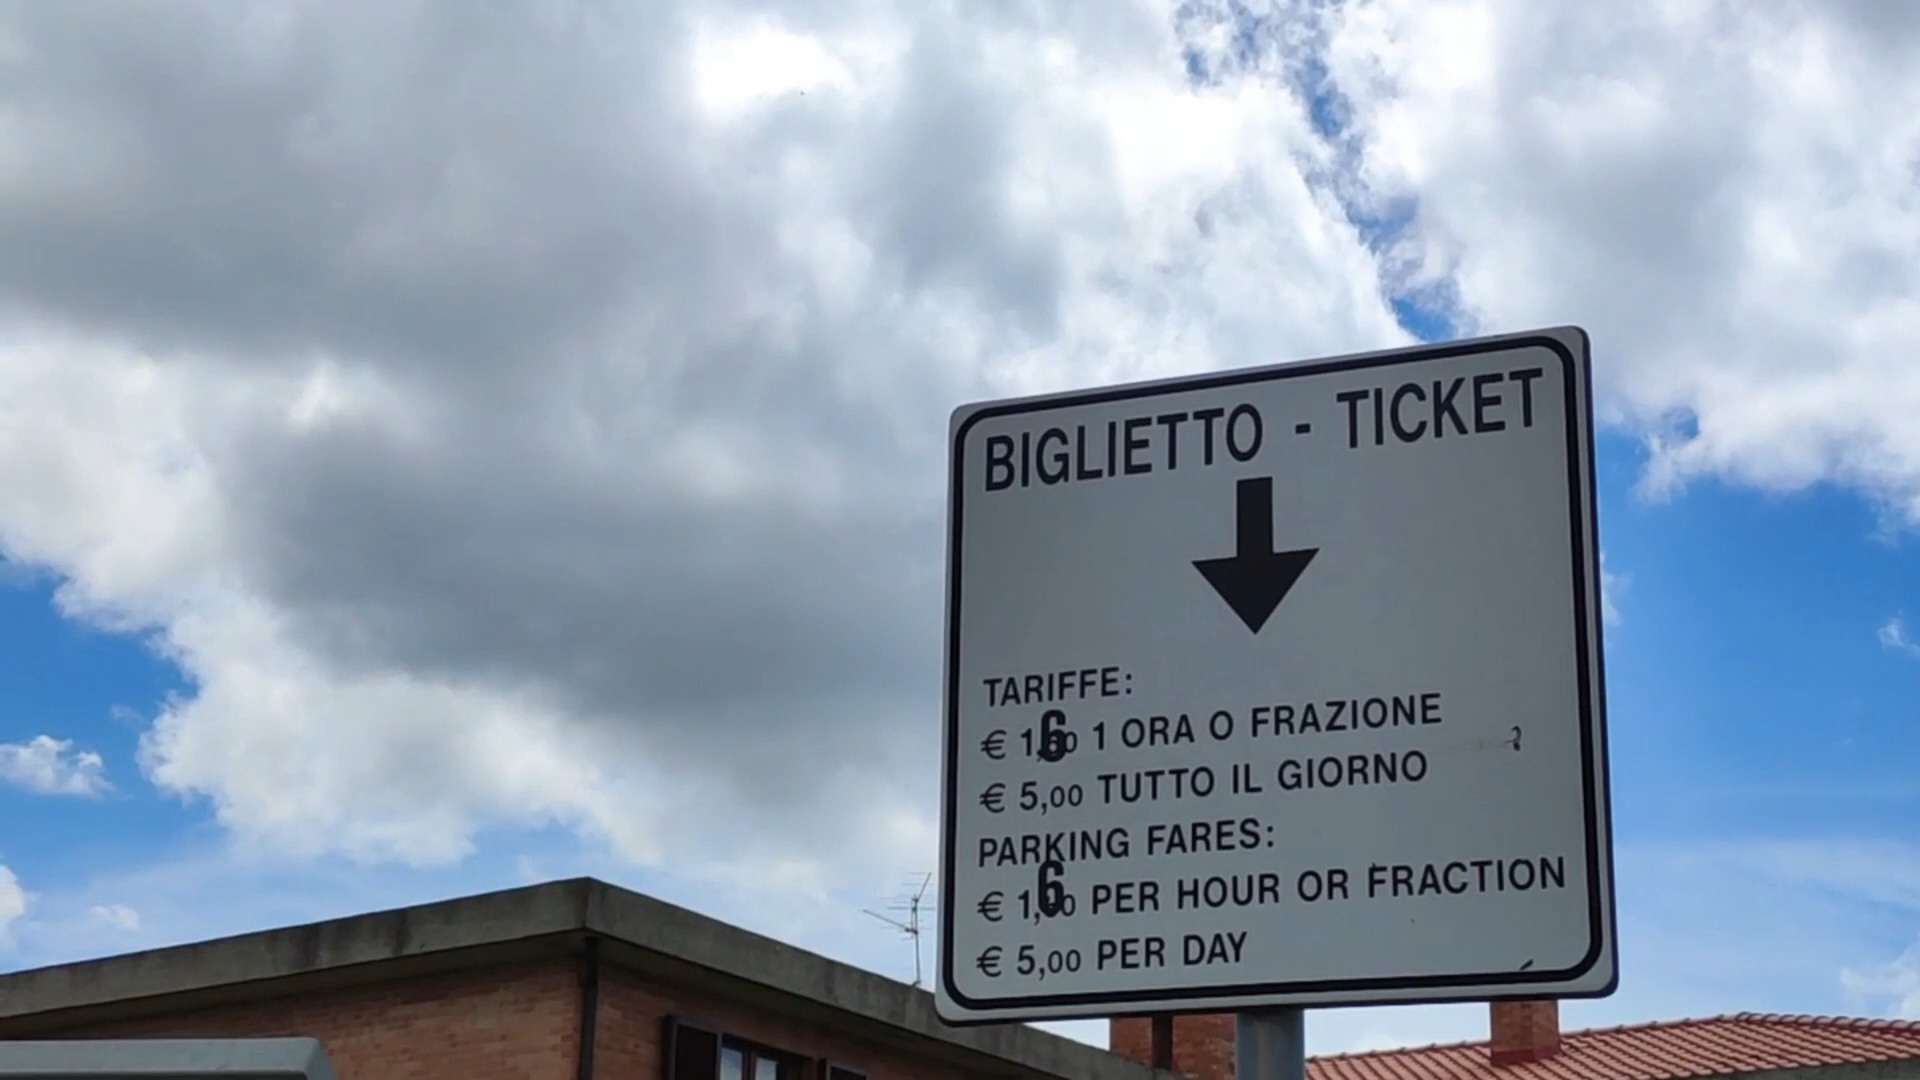 BIGLIETTO - TICKET
TARIFFE:
€ 1,60 1 ORA O FRAZIONE
€ 5,00 TUTTO IL GIORNO
PARKING FARES:
€ 1,60 PER HOUR OR FRACTION
€ 5,00 PER DAY